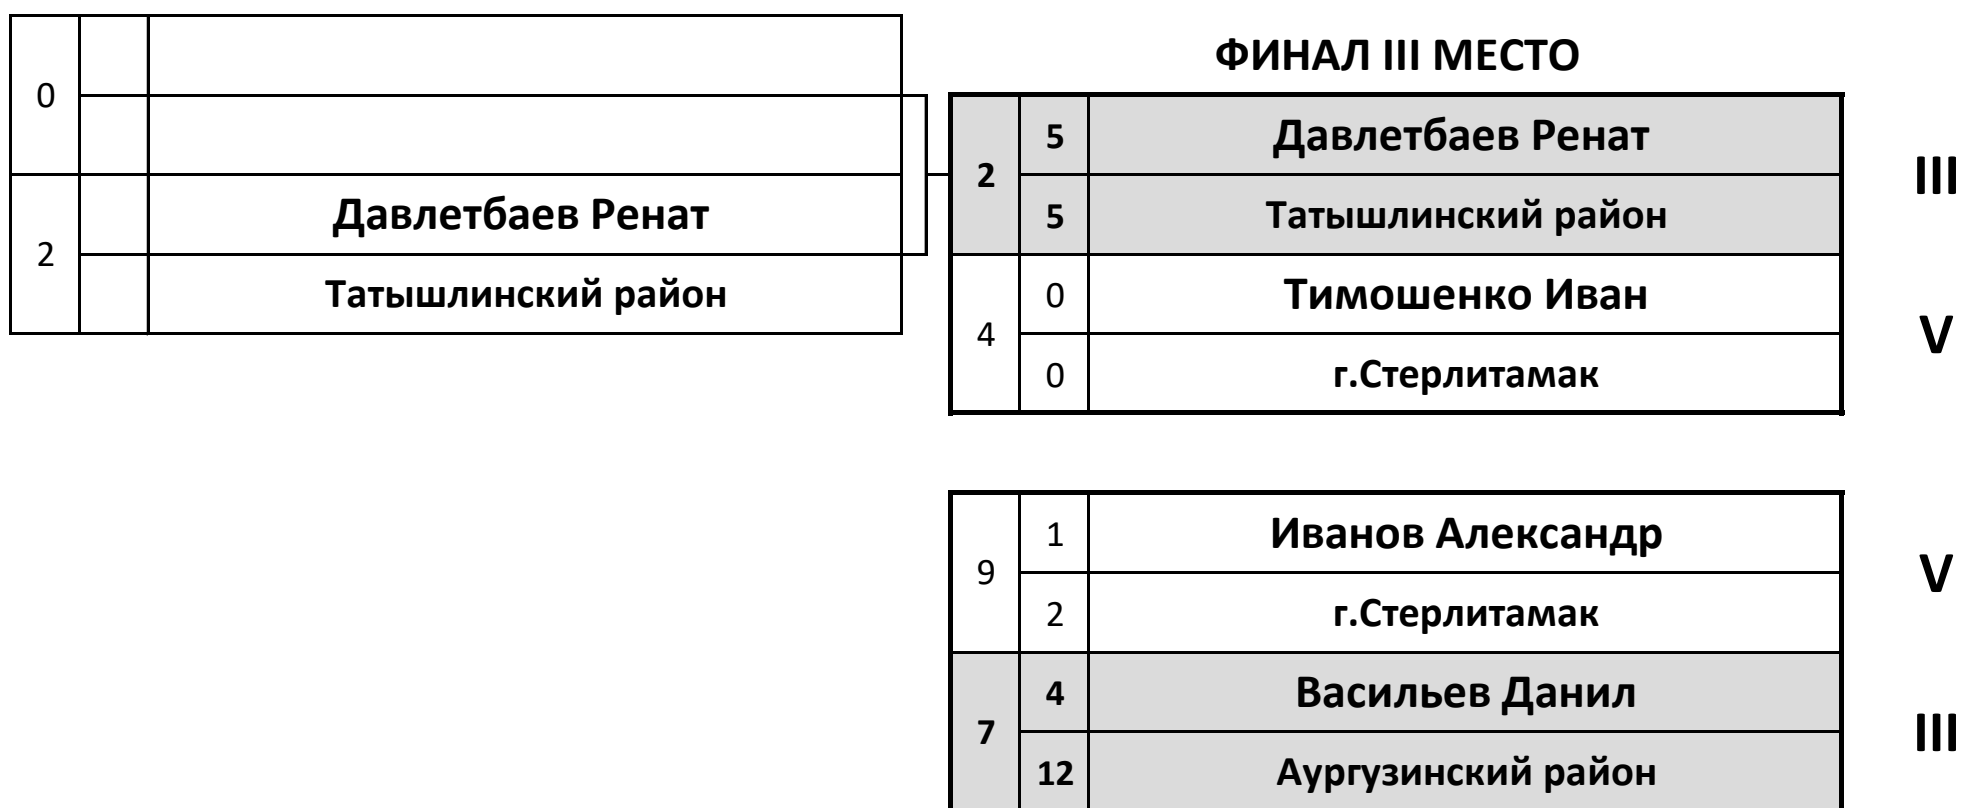 ФИНАЛ III МЕСТО
0
2
Давлетбаев Ренат
Татышлинский район
2
5
Давлетбаев Ренат
5
Татышлинский район
III
4
0
Тимошенко Иван
0
г.Стерлитамак
V
9
1
Иванов Александр
2
г.Стерлитамак
V
7
4
Васильев Данил
12
Аургузинский район
III